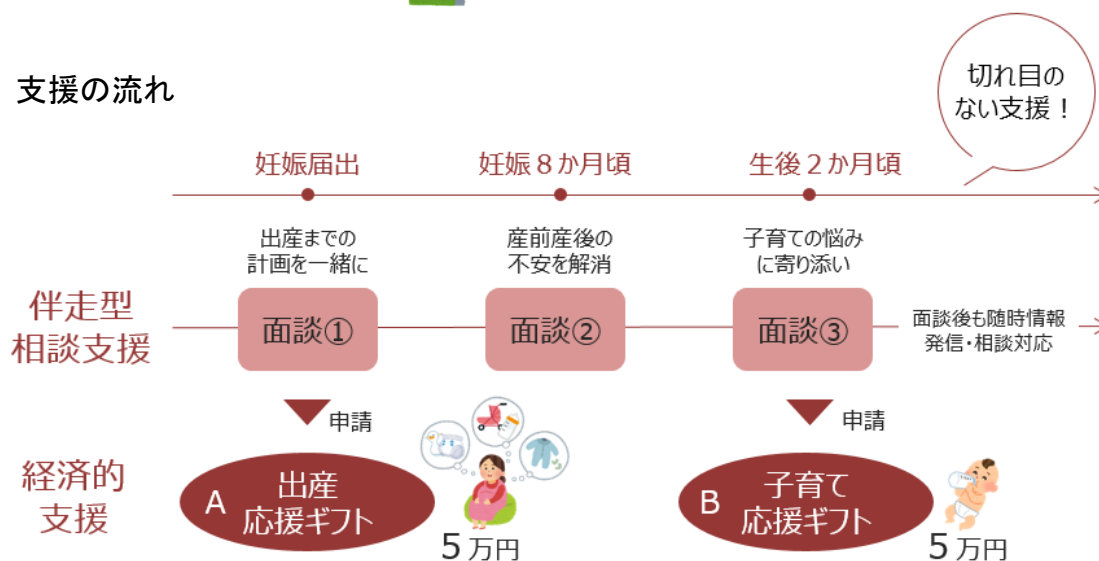 支援の流れ
切れ目の
ない支援！
妊娠届出
妊娠８か月頃
生後２か月頃
出産までの
計画を一緒に
産前産後の
不安を解消
子育ての悩み
に寄り添い
伴走型
相談支援
面談①
面談②
面談③
面談後も随時情報
発信・相談対応
申請
申請
経済的
支援
A
出産
応援ギフト
５万円
B
子育て
応援ギフト
５万円